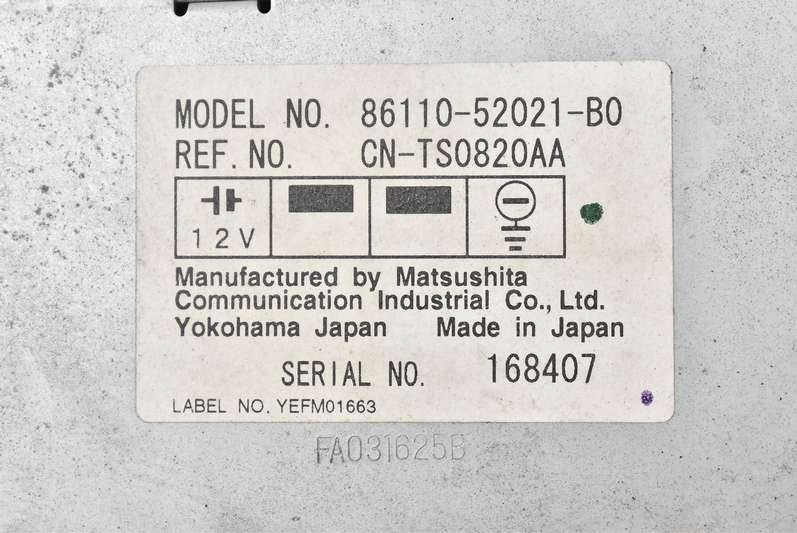 MODEL NO. 86110-52021-B0
REF. NO. CN-TS0820AA
12V
Manufactured by Matsushita
Communication Industrial Co., Ltd.
Yokohama Japan Made in Japan
SERIAL NO. 168407
LABEL NO. YEFM01663
FA031625B